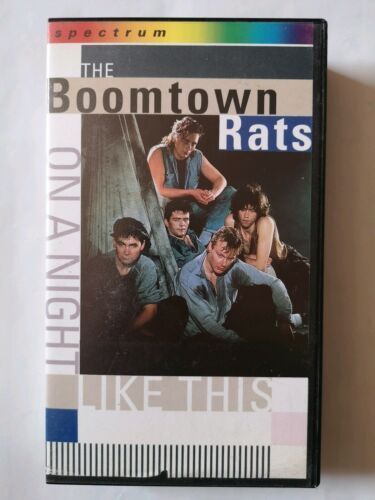 spectrum
THE
Boomtown
Rats
ON A NIGHT
LIKE THIS